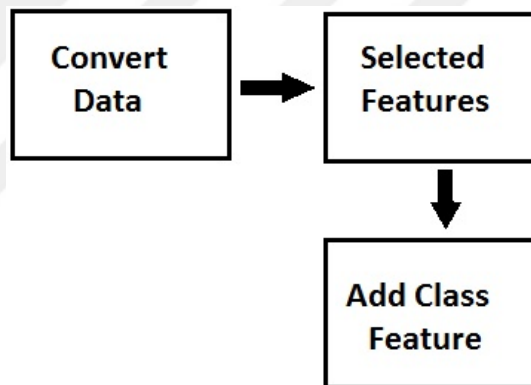 Convert
Data
Selected
Features
Add Class
Feature